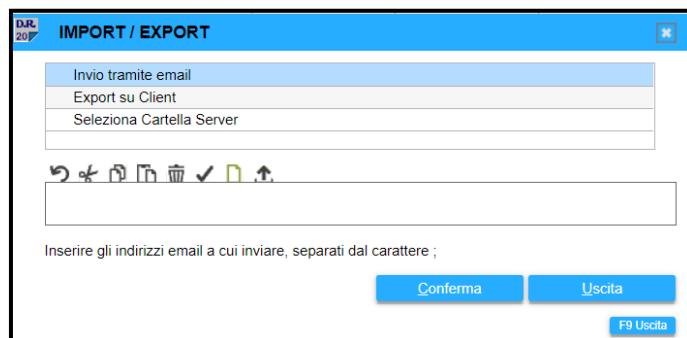 D.R.
20
IMPORT / EXPORT
Invio tramite email
Export su Client
Seleziona Cartella Server
Inserire gli indirizzi email a cui inviare, separati dal carattere ;
Conferma
Uscita
F9 Uscita